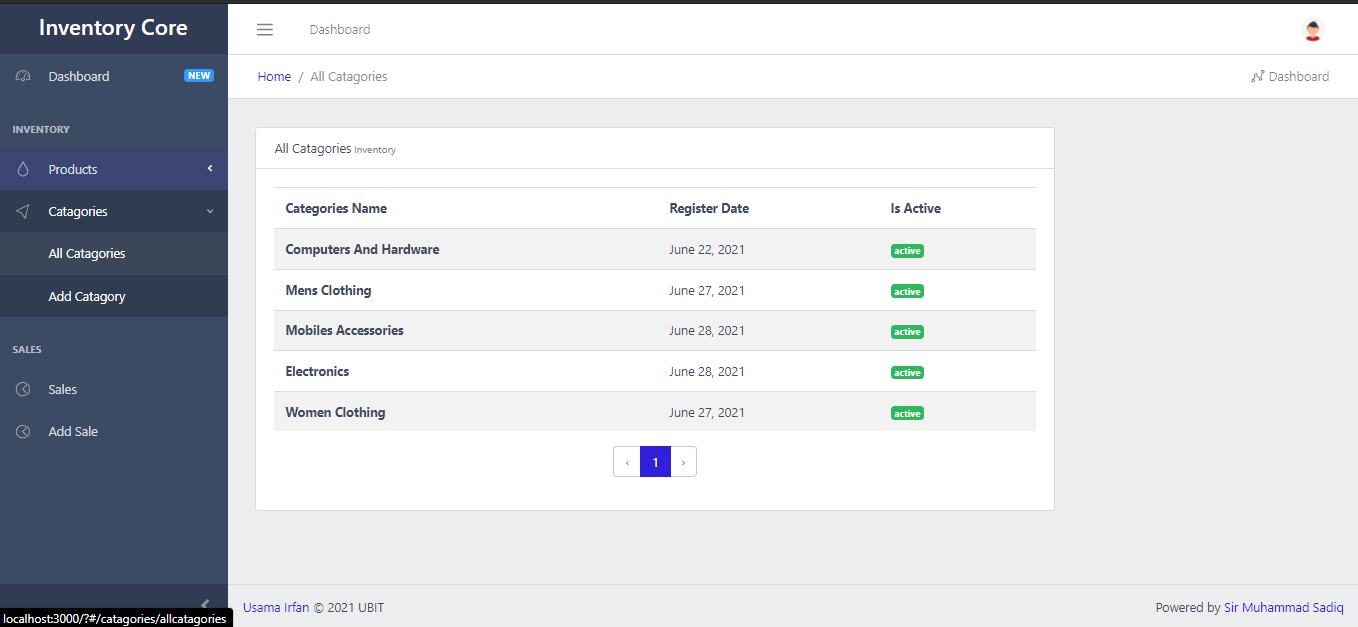 Inventory Core
Dashboard
Dashboard NEW
Home / All Catagories
Dashboard
INVENTORY
Products
Catagories
All Catagories
Add Catagory
SALES
Sales
Add Sale
All Catagories Inventory
Categories Name Register Date Is Active
Computers And Hardware June 22, 2021 active
Mens Clothing June 27, 2021 active
Mobiles Accessories June 28, 2021 active
Electronics June 28, 2021 active
Women Clothing June 27, 2021 active
‹ 1 ›
Usama Irfan © 2021 UBIT
Powered by Sir Muhammad Sadiq
localhost:3000/?#/catagories/allcatagories